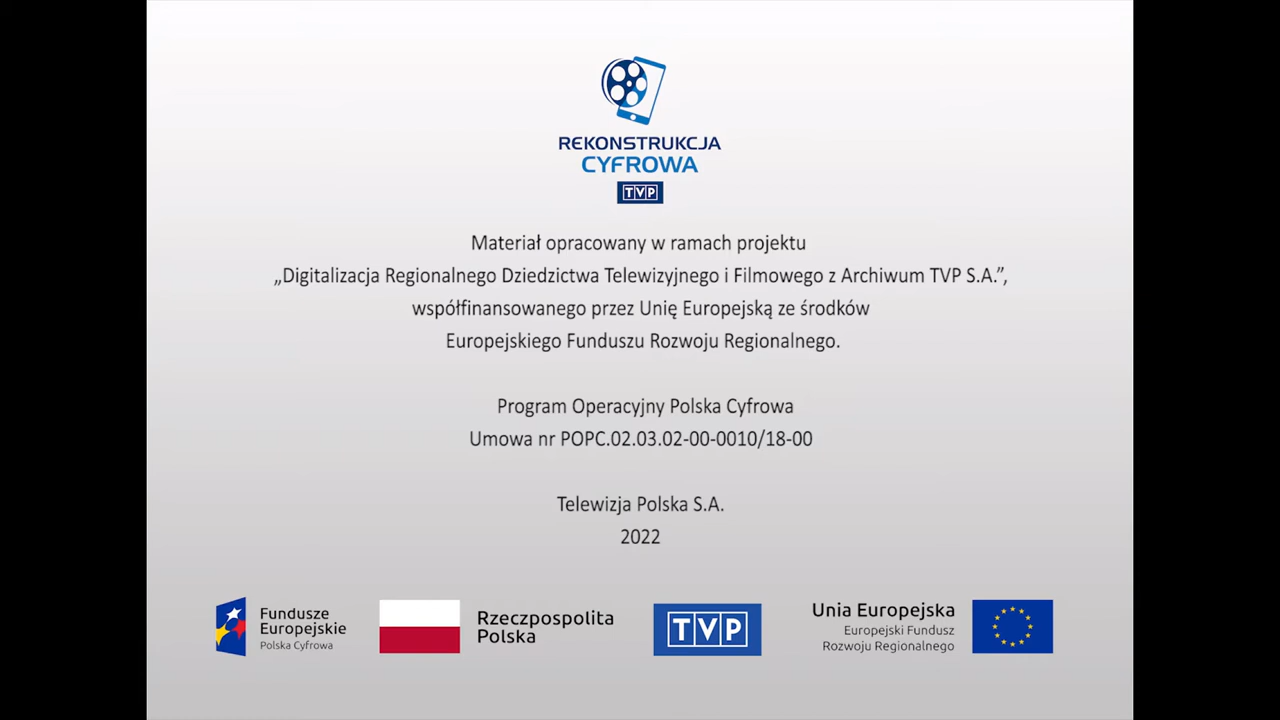 REKONSTRUKCJA
CYFROWA
TVP
Materiał opracowany w ramach projektu
„Digitalizacja Regionalnego Dziedzictwa Telewizyjnego i Filmowego z Archiwum TVP S.A.”,
współfinansowanego przez Unię Europejską ze środków
Europejskiego Funduszu Rozwoju Regionalnego.
Program Operacyjny Polska Cyfrowa
Umowa nr POPC.02.03.02-00-0010/18-00
Telewizja Polska S.A.
2022
Fundusze
Europejskie
Polska Cyfrowa
Rzeczpospolita
Polska
TVP
Unia Europejska
Europejski Fundusz
Rozwoju Regionalnego